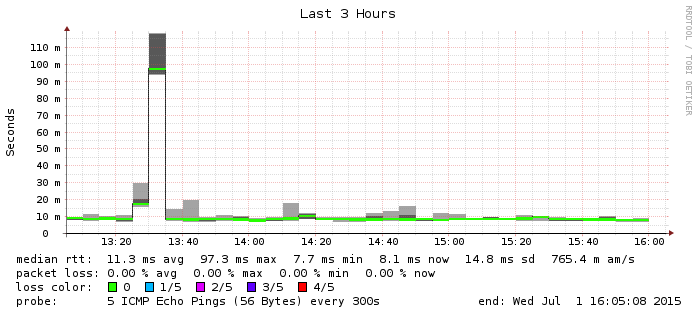 Last 3 Hours
RRDTOOL / TOBI OETIKER
Seconds
110 m
100 m
90 m
80 m
70 m
60 m
50 m
40 m
30 m
20 m
10 m
0
13:20 13:40 14:00 14:20 14:40 15:00 15:20 15:40 16:00
median rtt: 11.3 ms avg 97.3 ms max 7.7 ms min 8.1 ms now 14.8 ms sd 765.4 m am/s
packet loss: 0.00 % avg 0.00 % max 0.00 % min 0.00 % now
loss color: 0 1/5 2/5 3/5 4/5
probe: 5 ICMP Echo Pings (56 Bytes) every 300s end: Wed Jul 1 16:05:08 2015